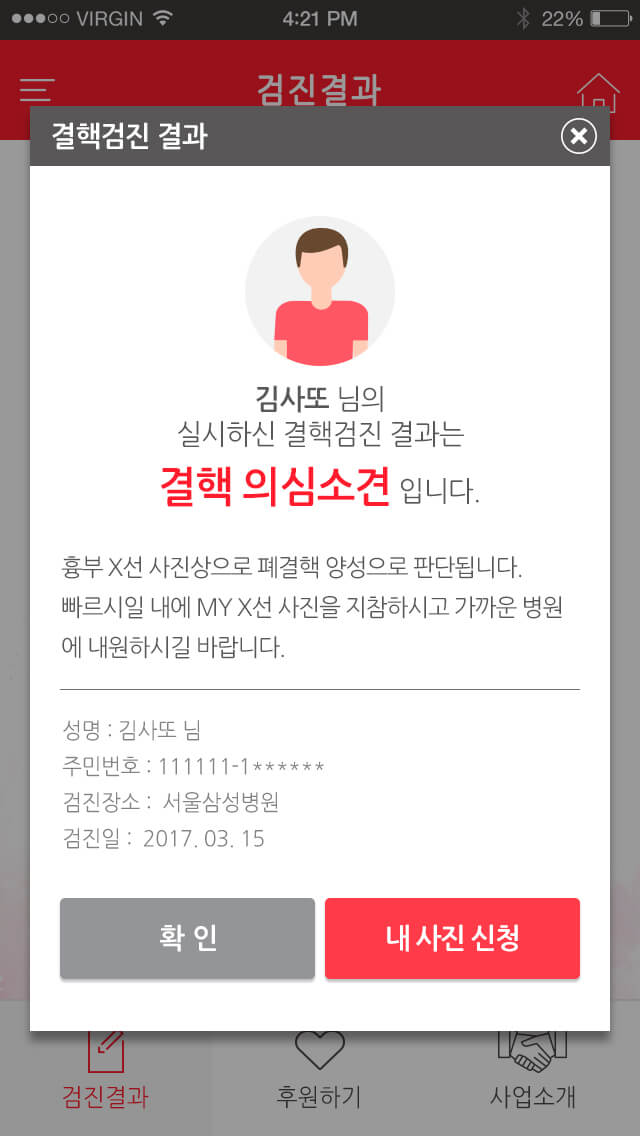 VIRGIN 4:21 PM 22%
검진결과
결핵검진 결과
김사또 님의
실시하신 결핵검진 결과는
결핵 의심소견 입니다.
흉부 X선 사진상으로 폐결핵 양성으로 판단됩니다.
빠르시일 내에 MY X선 사진을 지참하시고 가까운 병원
에 내원하시길 바랍니다.
성명 : 김사또 님
주민번호 : 111111-1******
검진장소 : 서울삼성병원
검진일 : 2017. 03. 15
확 인 내 사진 신청
검진결과 후원하기 사업소개